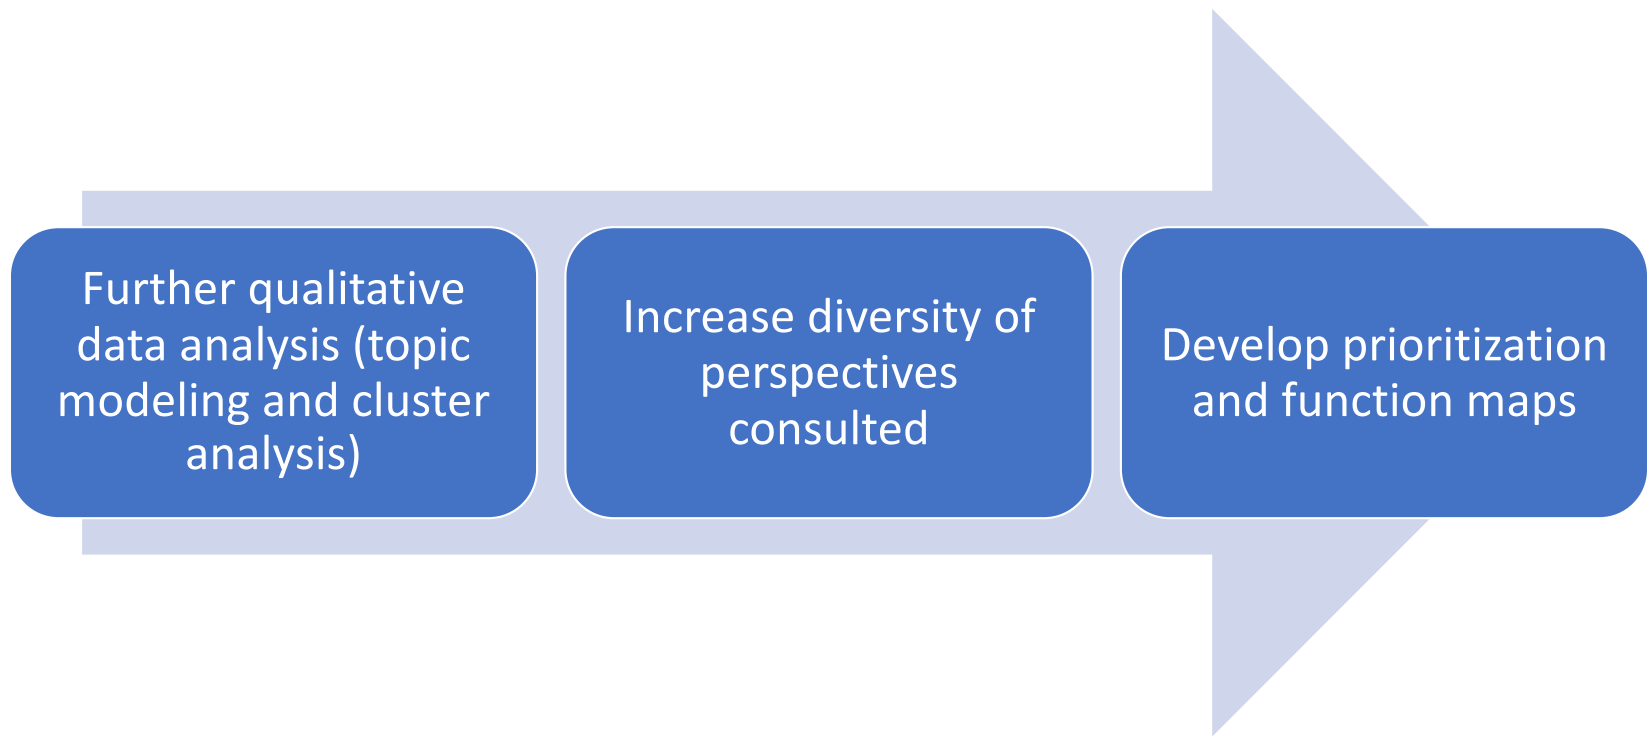 Further qualitative
data analysis (topic
modeling and cluster
analysis)
Increase diversity of
perspectives
consulted
Develop prioritization
and function maps